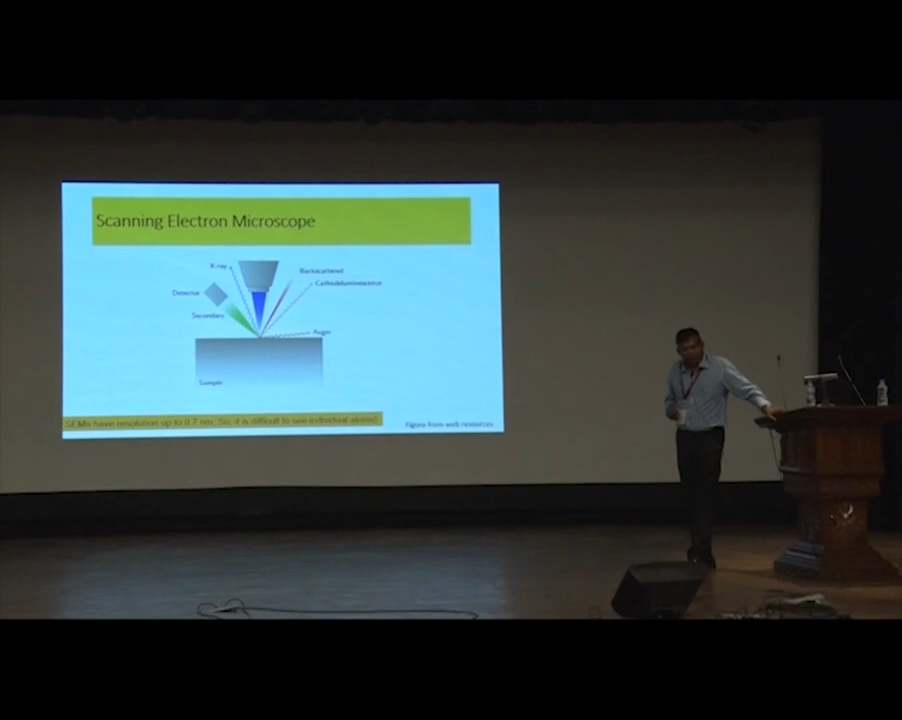 Scanning Electron Microscope
X-ray
Backscattered
Cathodoluminescence
Detector
Secondary
Auger
Sample
SEMs have resolution up to 0.7 nm; So, it is difficult to see individual atoms!
Figure from web resources